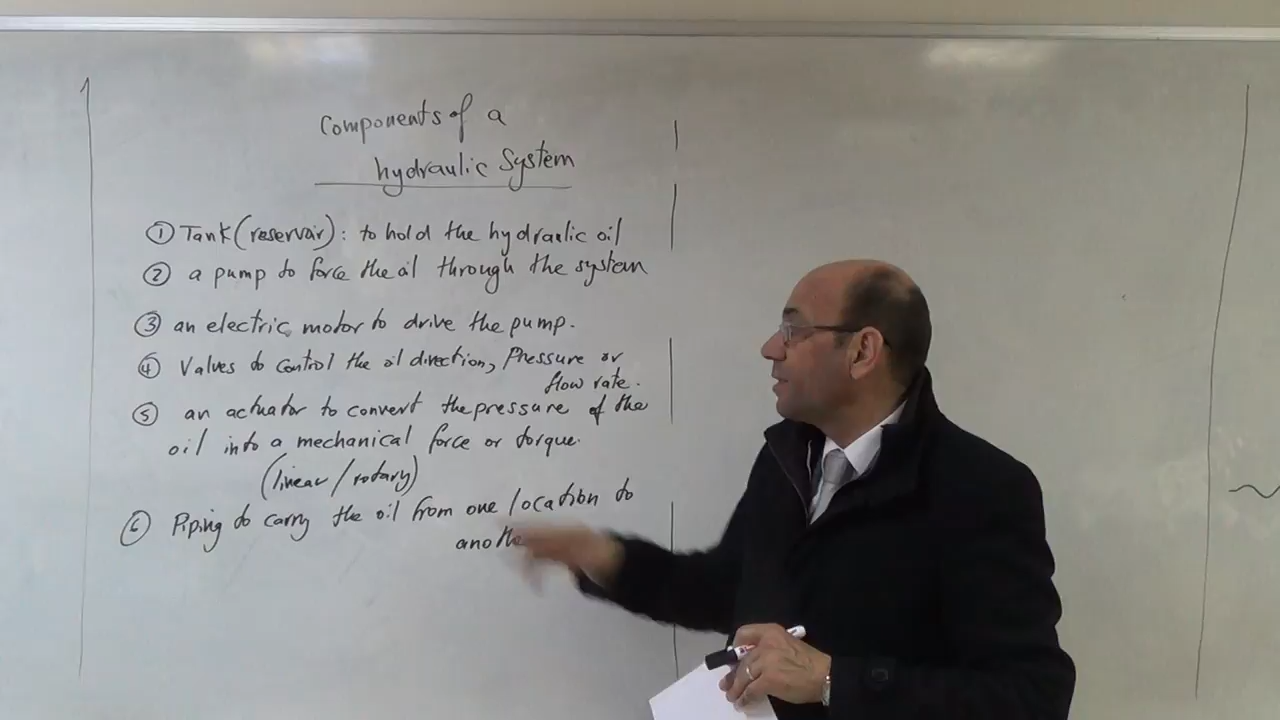 Components of a
hydraulic System
① Tank (reservoir): to hold the hydraulic oil
② a pump to force the oil through the system
③ an electric motor to drive the pump.
④ Valves to control the oil direction, Pressure or
flow rate.
⑤ an actuator to convert the pressure of the
oil into a mechanical force or torque.
(linear/rotary)
⑥ Piping to carry the oil from one location to
anothe